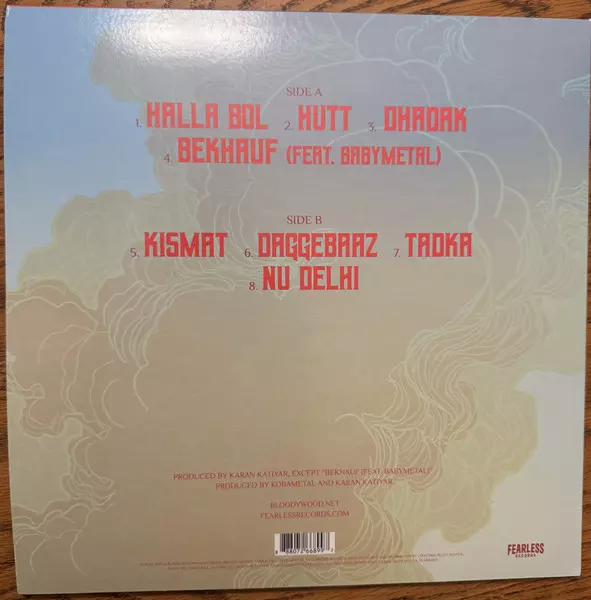 SIDE A
1. HALLA BOL 2. HUTT 3. DHADAK
4. BEKHAUF (FEAT. BABYMETAL)
SIDE B
5. KISMAT 6. DAGGEBAAZ 7. TADKA
8. NU DELHI
PRODUCED BY KARAN KATIYAR, EXCEPT "BEKHAUF (FEAT. BABYMETAL)"
PRODUCED BY KOBAMETAL AND KARAN KATIYAR.
BLOODYWOOD.NET
FEARLESSRECORDS.COM
FEARLESS
RECORDS